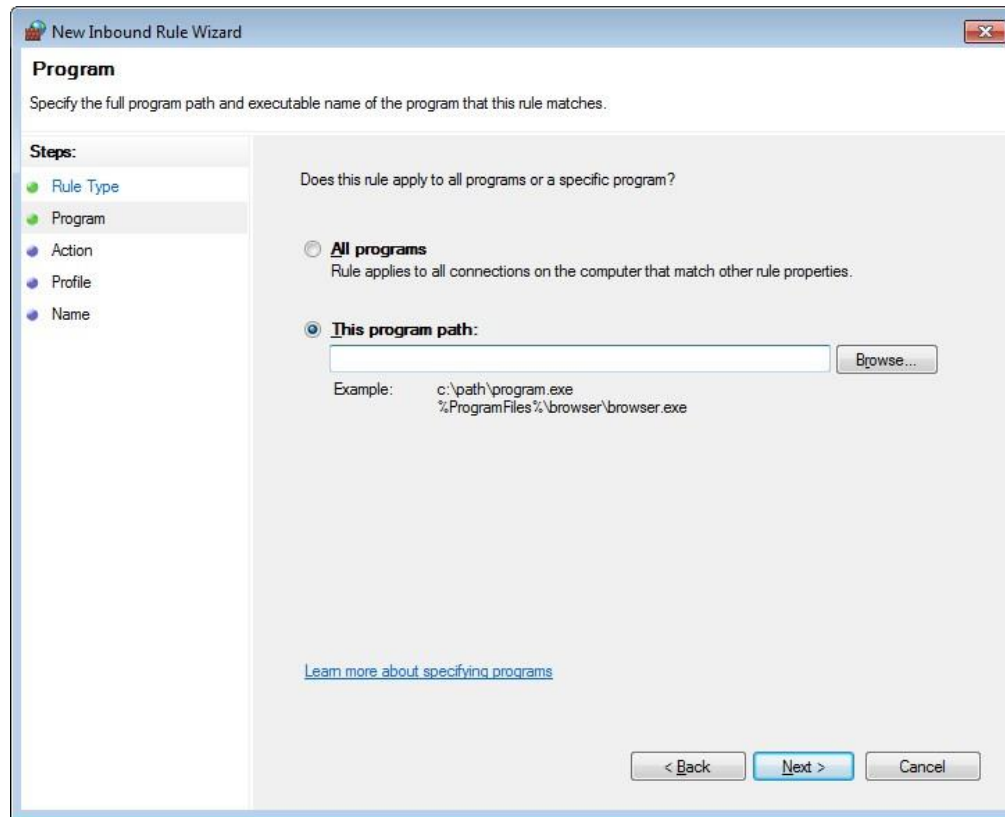 New Inbound Rule Wizard
Program
Specify the full program path and executable name of the program that this rule matches.
Steps:
Rule Type
Program
Action
Profile
Name
Does this rule apply to all programs or a specific program?
All programs
Rule applies to all connections on the computer that match other rule properties.
This program path:
Browse...
Example: c:\path\program.exe
%ProgramFiles%\browser\browser.exe
Learn more about specifying programs
< Back Next > Cancel